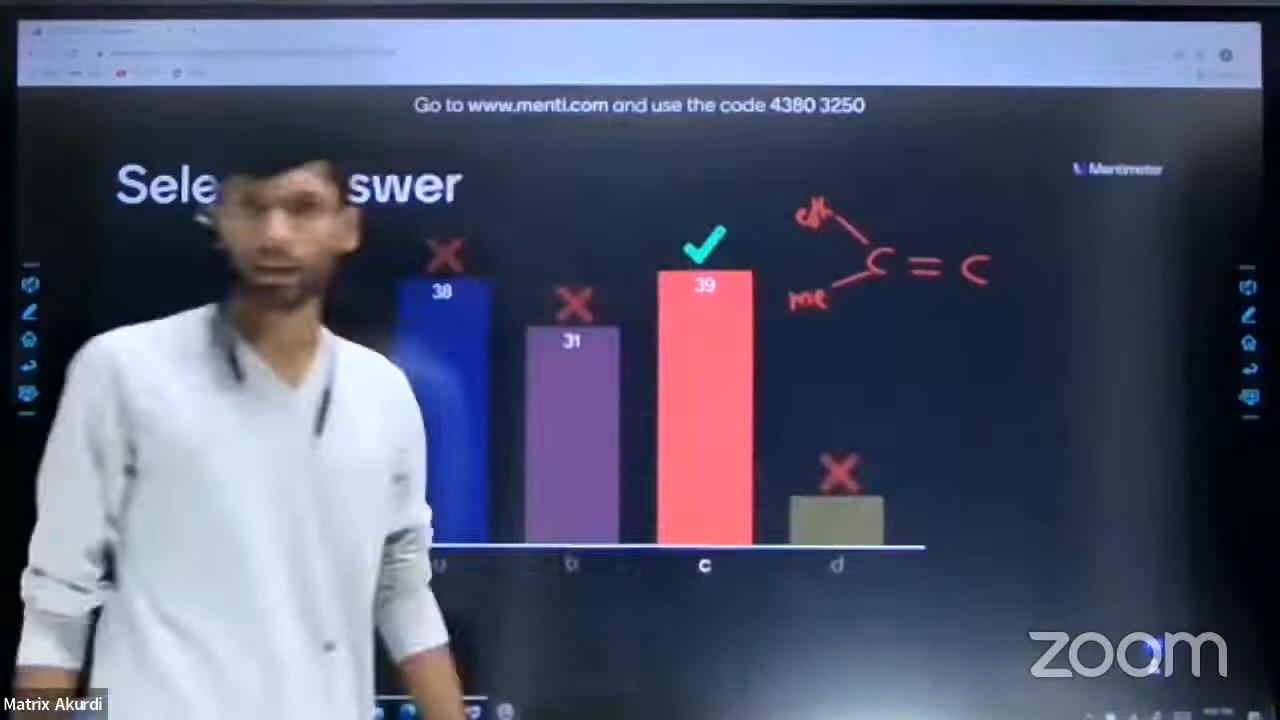 Go to www.menti.com and use the code 4380 3250
Sele swer
Mentimeter
eth
C = C
me
38
31
39
b
c
d
zoom
2
Matrix Akurdi